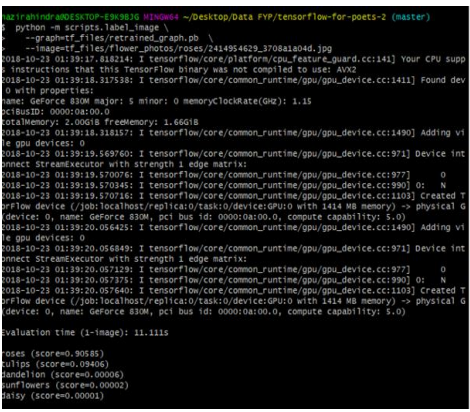 nazirahindra@DESKTOP-E9K9BJG MINGW64 ~/Desktop/Data FYP/tensorflow-for-poets-2 (master)
$ python -m scripts.label_image \
> --graph=tf_files/retrained_graph.pb \
> --image=tf_files/flower_photos/roses/2414954629_3708a1a04d.jpg
2018-10-23 01:39:17.818214: I tensorflow/core/platform/cpu_feature_guard.cc:141] Your CPU supp
s instructions that this TensorFlow binary was not compiled to use: AVX2
2018-10-23 01:39:18.317538: I tensorflow/core/common_runtime/gpu/gpu_device.cc:1411] Found dev
 0 with properties:
name: GeForce 830M major: 5 minor: 0 memoryClockRate(GHz): 1.15
pciBusID: 0000:0a:00.0
totalMemory: 2.00GiB freeMemory: 1.66GiB
2018-10-23 01:39:18.318157: I tensorflow/core/common_runtime/gpu/gpu_device.cc:1490] Adding vi
le gpu devices: 0
2018-10-23 01:39:19.569760: I tensorflow/core/common_runtime/gpu/gpu_device.cc:971] Device int
onnect StreamExecutor with strength 1 edge matrix:
2018-10-23 01:39:19.570076: I tensorflow/core/common_runtime/gpu/gpu_device.cc:977]      0
2018-10-23 01:39:19.570345: I tensorflow/core/common_runtime/gpu/gpu_device.cc:990] 0:   N
2018-10-23 01:39:19.570716: I tensorflow/core/common_runtime/gpu/gpu_device.cc:1103] Created T
orFlow device (/job:localhost/replica:0/task:0/device:GPU:0 with 1414 MB memory) -> physical G
(device: 0, name: GeForce 830M, pci bus id: 0000:0a:00.0, compute capability: 5.0)
2018-10-23 01:39:20.056425: I tensorflow/core/common_runtime/gpu/gpu_device.cc:1490] Adding vi
le gpu devices: 0
2018-10-23 01:39:20.056849: I tensorflow/core/common_runtime/gpu/gpu_device.cc:971] Device int
onnect StreamExecutor with strength 1 edge matrix:
2018-10-23 01:39:20.057129: I tensorflow/core/common_runtime/gpu/gpu_device.cc:977]      0
2018-10-23 01:39:20.057375: I tensorflow/core/common_runtime/gpu/gpu_device.cc:990] 0:   N
2018-10-23 01:39:20.057640: I tensorflow/core/common_runtime/gpu/gpu_device.cc:1103] Created T
orFlow device (/job:localhost/replica:0/task:0/device:GPU:0 with 1414 MB memory) -> physical G
(device: 0, name: GeForce 830M, pci bus id: 0000:0a:00.0, compute capability: 5.0)
Evaluation time (1-image): 11.111s
roses (score=0.90585)
tulips (score=0.09406)
dandelion (score=0.00006)
sunflowers (score=0.00002)
daisy (score=0.00001)